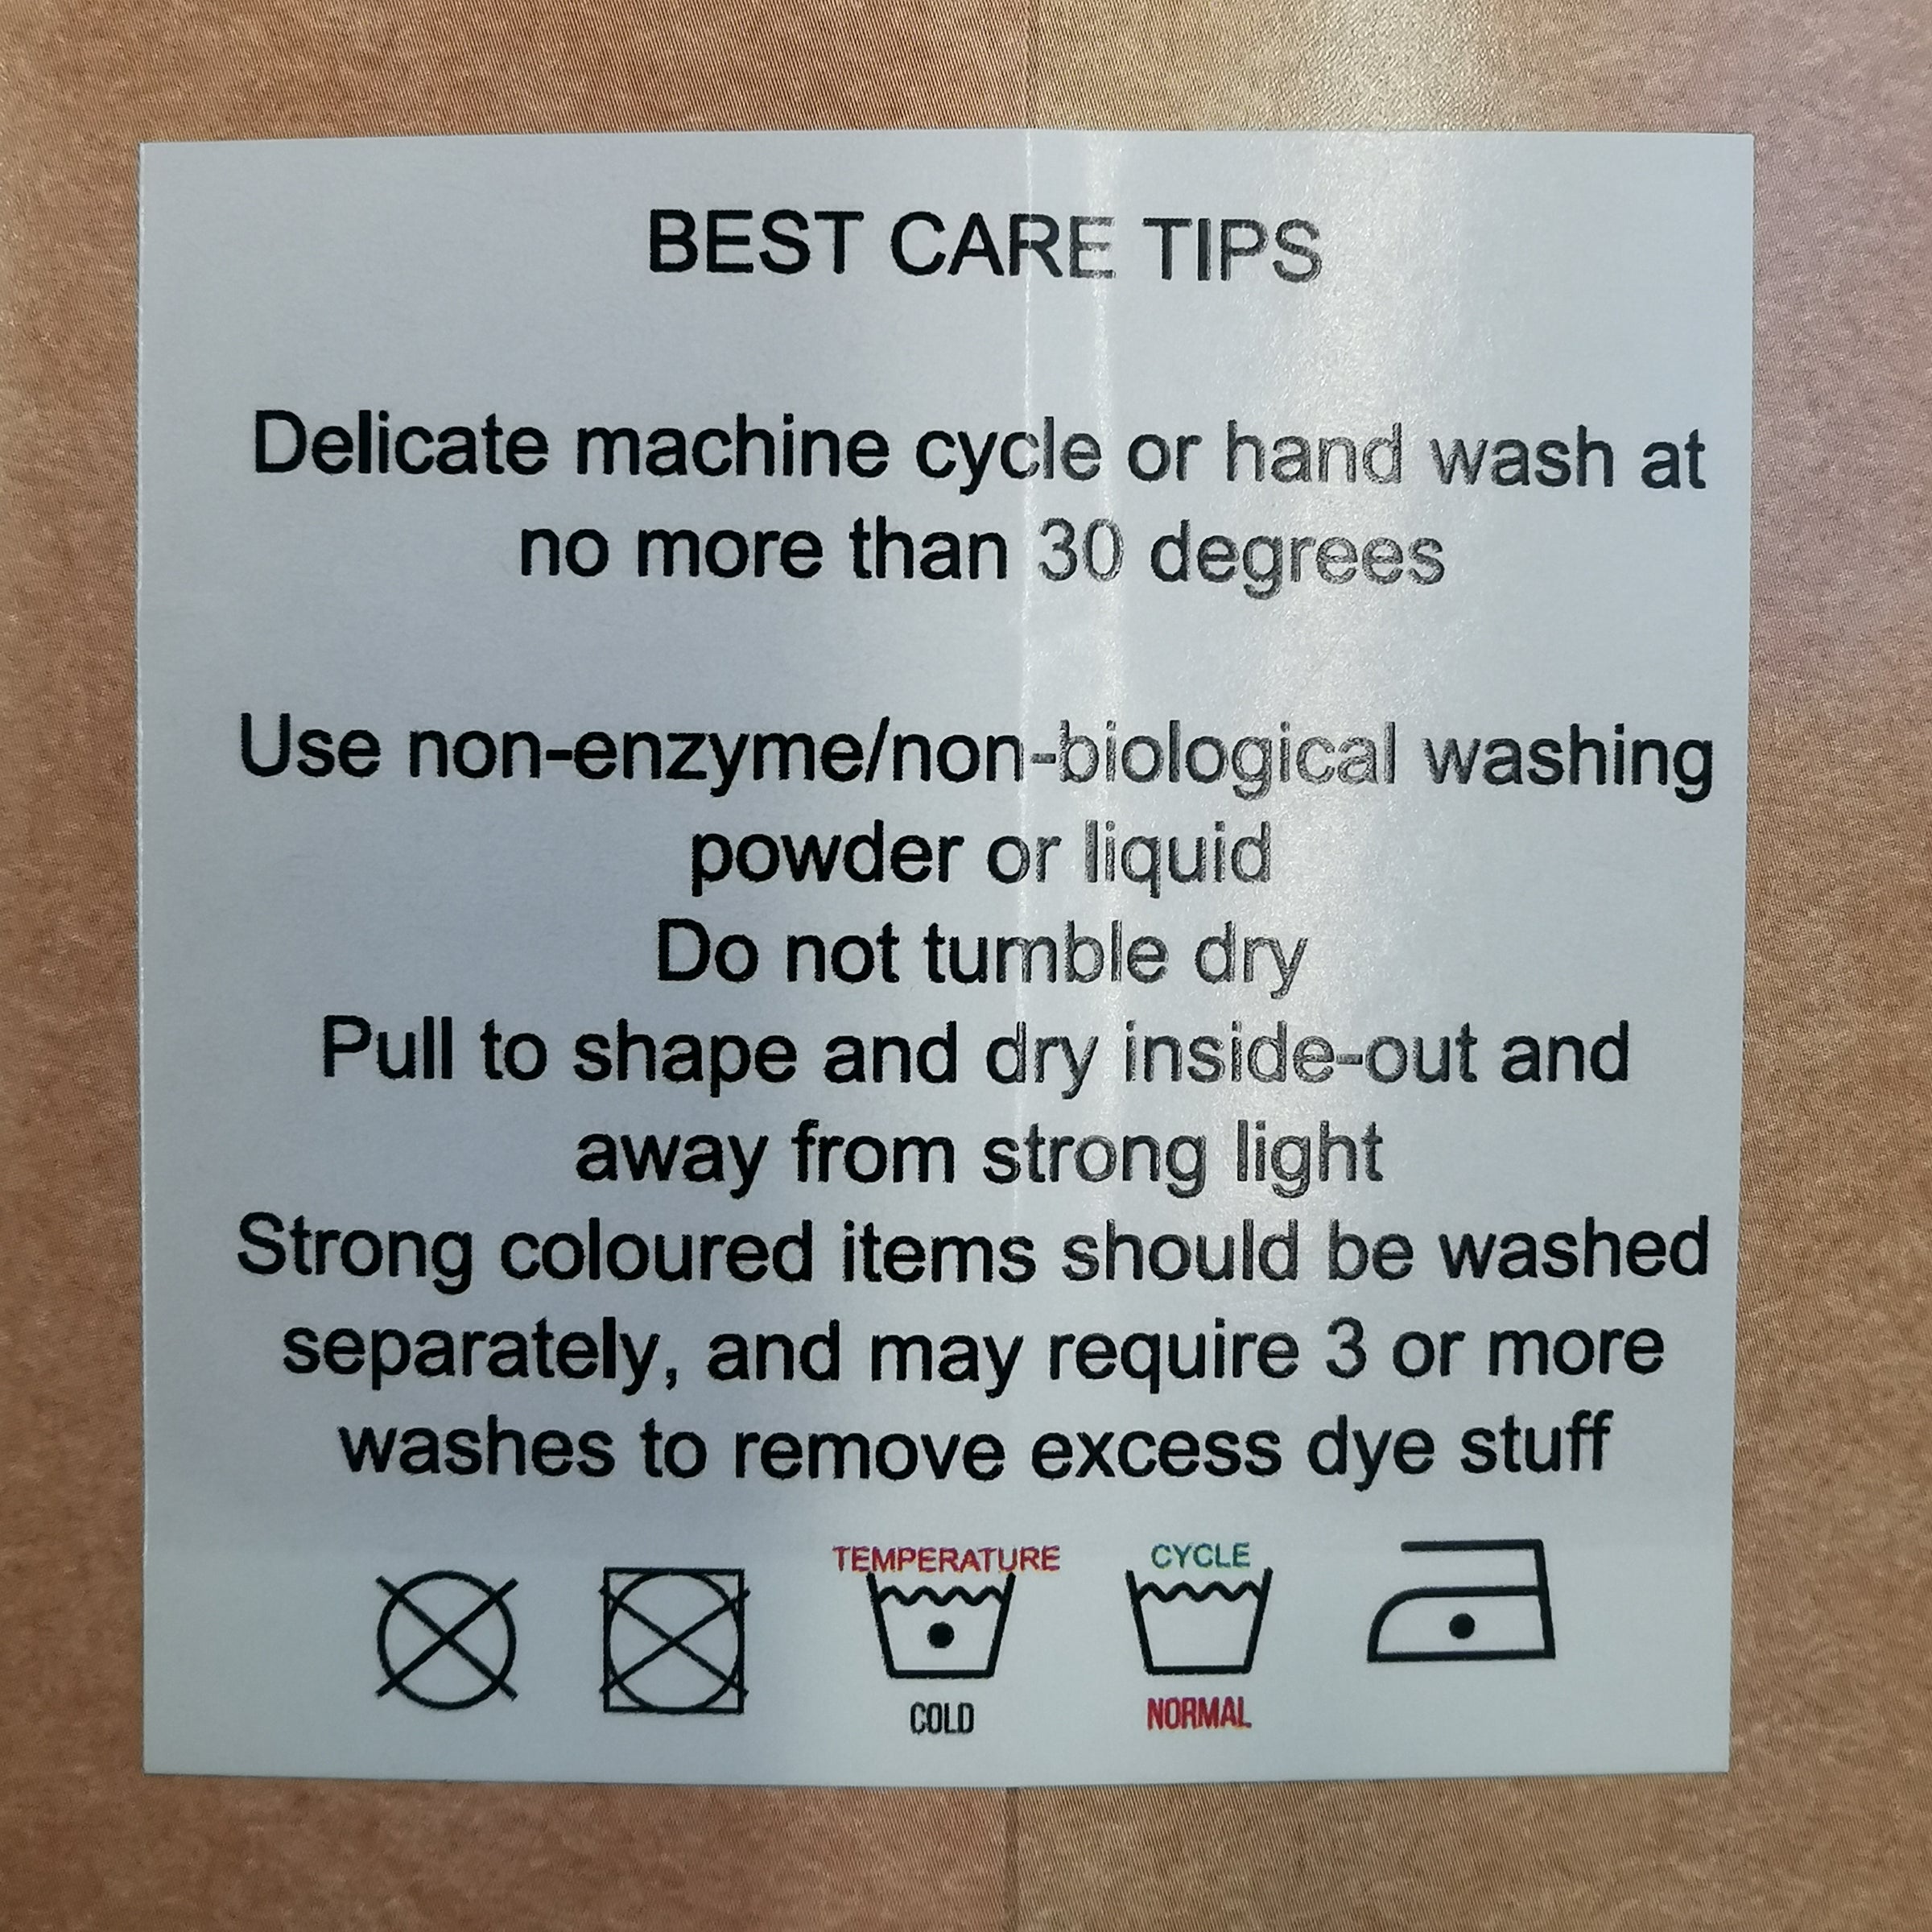 BEST CARE TIPS
Delicate machine cycle or hand wash at
no more than 30 degrees
Use non-enzyme/non-biological washing
powder or liquid
Do not tumble dry
Pull to shape and dry inside-out and
away from strong light
Strong coloured items should be washed
separately, and may require 3 or more
washes to remove excess dye stuff
TEMPERATURE CYCLE
COLD NORMAL